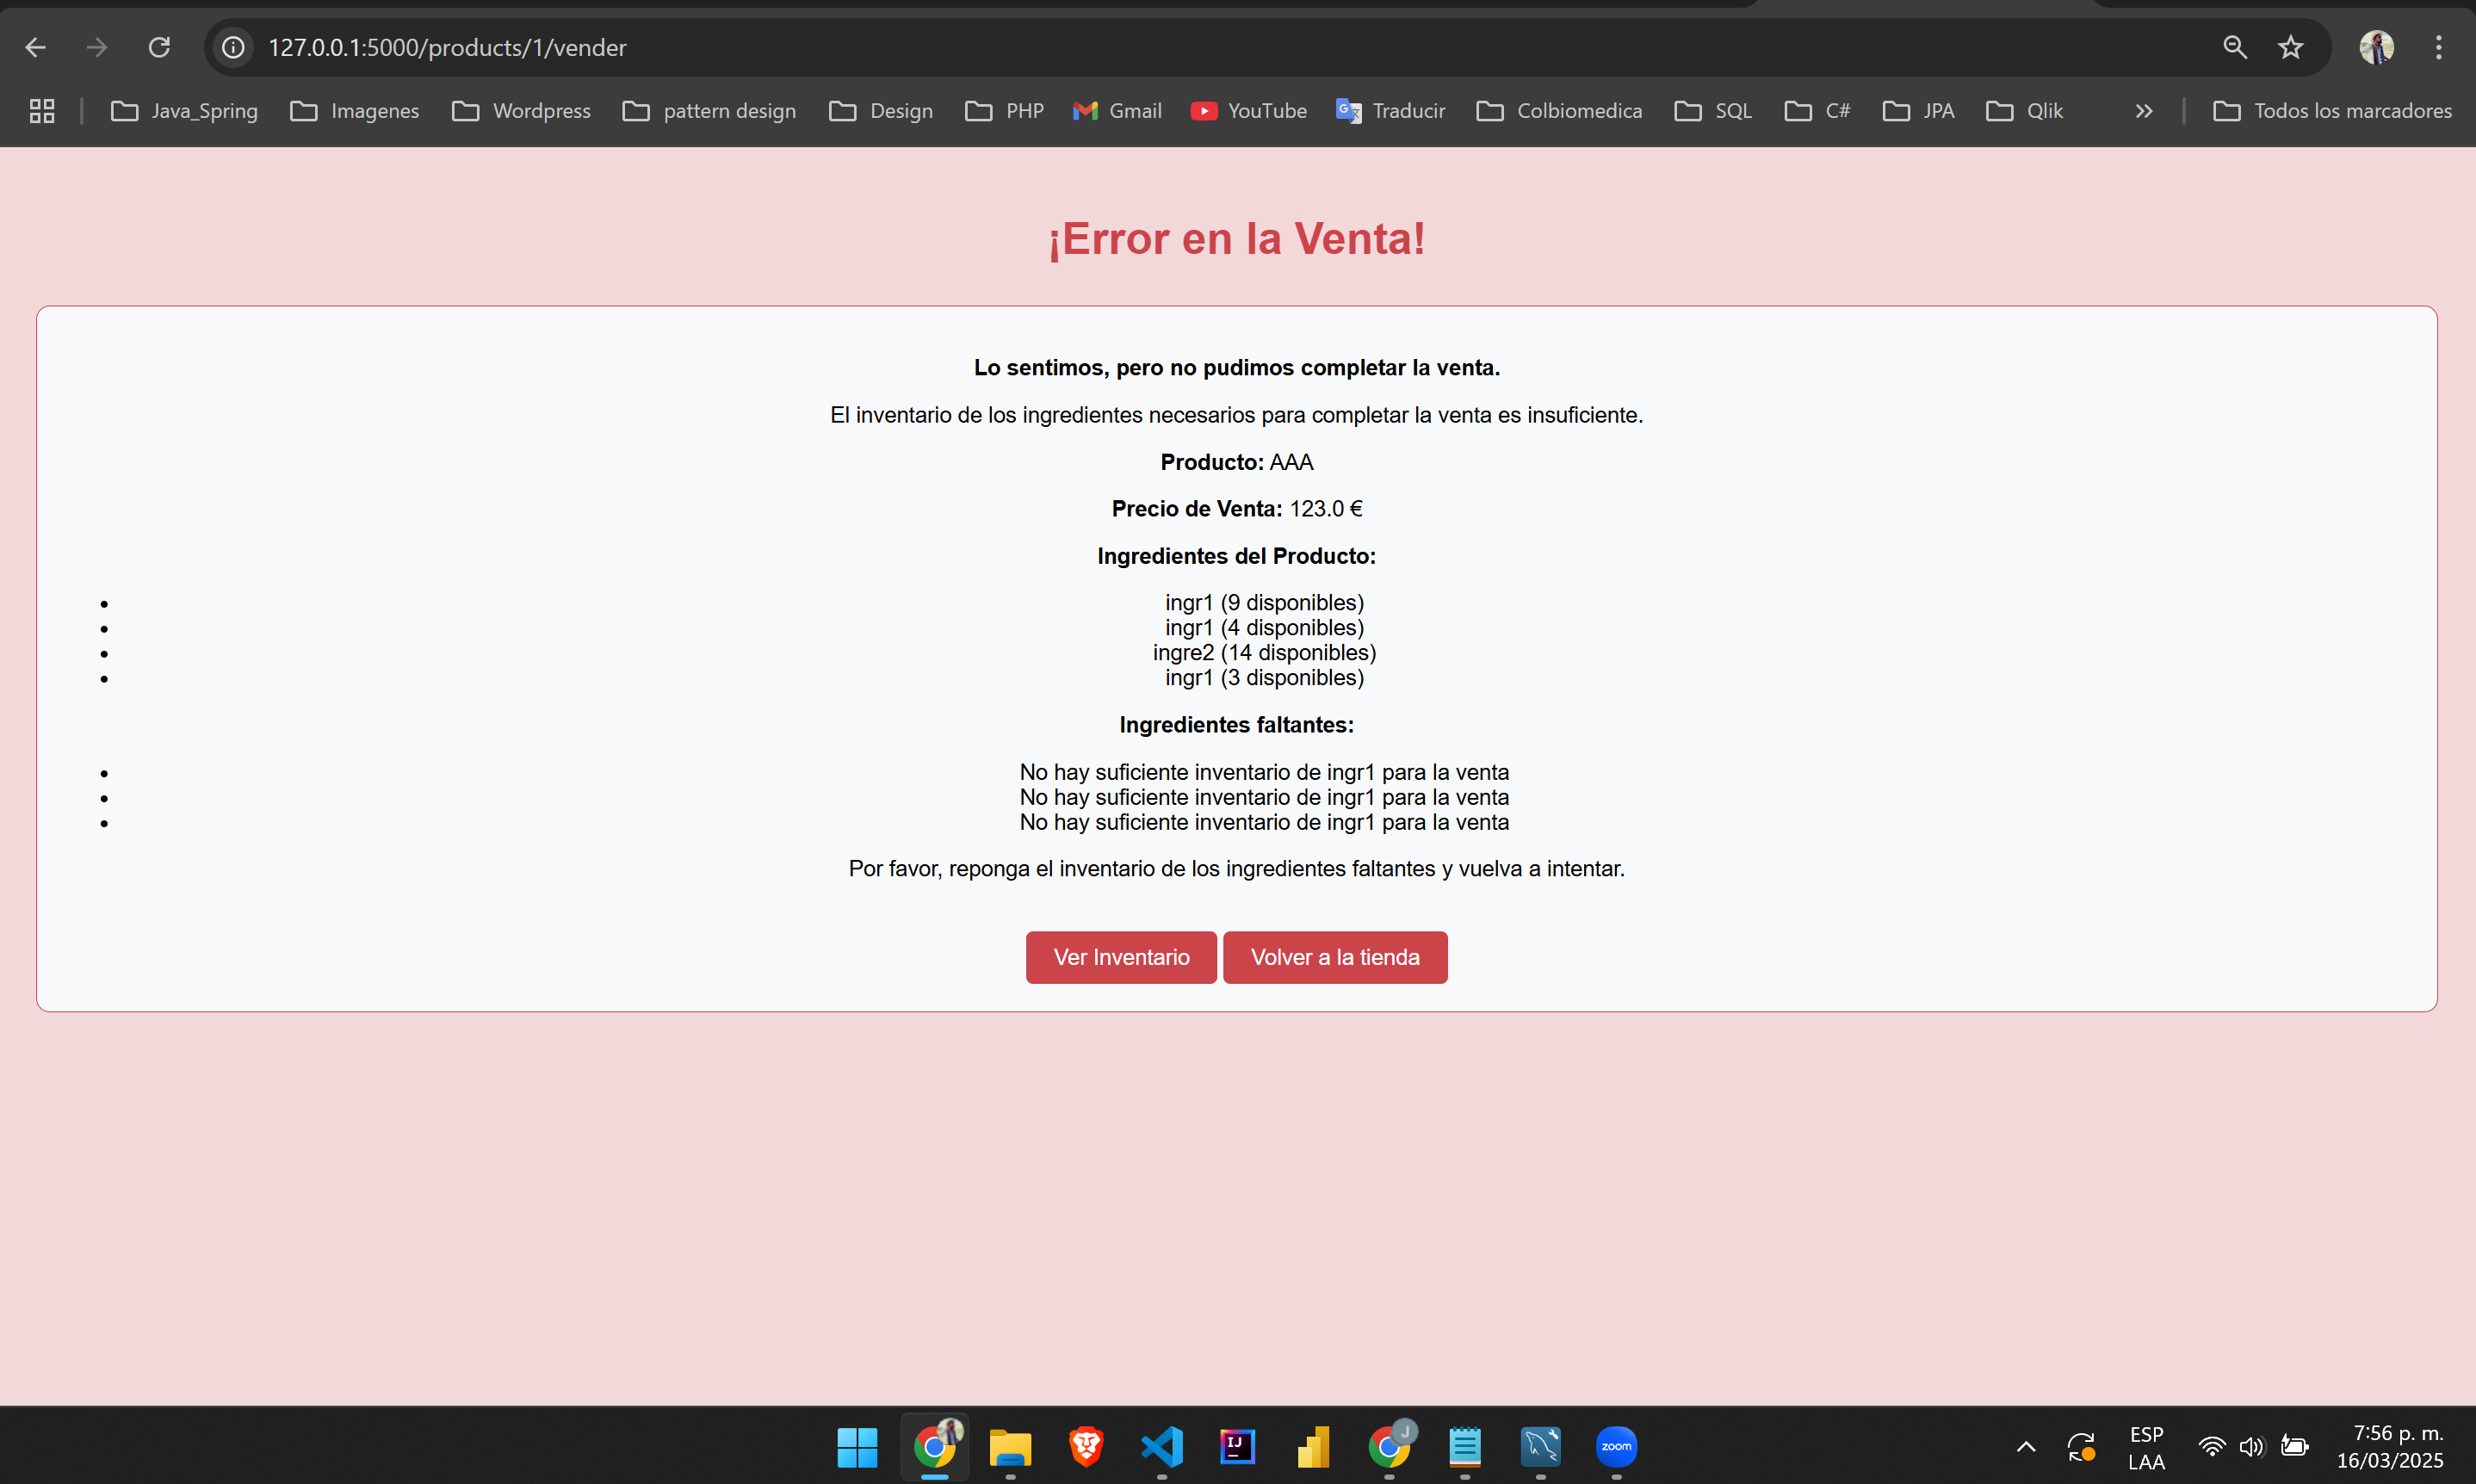 127.0.0.1:5000/products/1/vender
Java_Spring Imagenes Wordpress pattern design Design PHP Gmail YouTube Traducir Colbiomedica SQL C# JPA Qlik Todos los marcadores
¡Error en la Venta!
Lo sentimos, pero no pudimos completar la venta.
El inventario de los ingredientes necesarios para completar la venta es insuficiente.
Producto: AAA
Precio de Venta: 123.0 €
Ingredientes del Producto:
ingr1 (9 disponibles)
ingr1 (4 disponibles)
ingre2 (14 disponibles)
ingr1 (3 disponibles)
Ingredientes faltantes:
No hay suficiente inventario de ingr1 para la venta
No hay suficiente inventario de ingr1 para la venta
No hay suficiente inventario de ingr1 para la venta
Por favor, reponga el inventario de los ingredientes faltantes y vuelva a intentar.
Ver Inventario Volver a la tienda
IJ J zoom
ESP 7:56 p. m.
LAA 16/03/2025